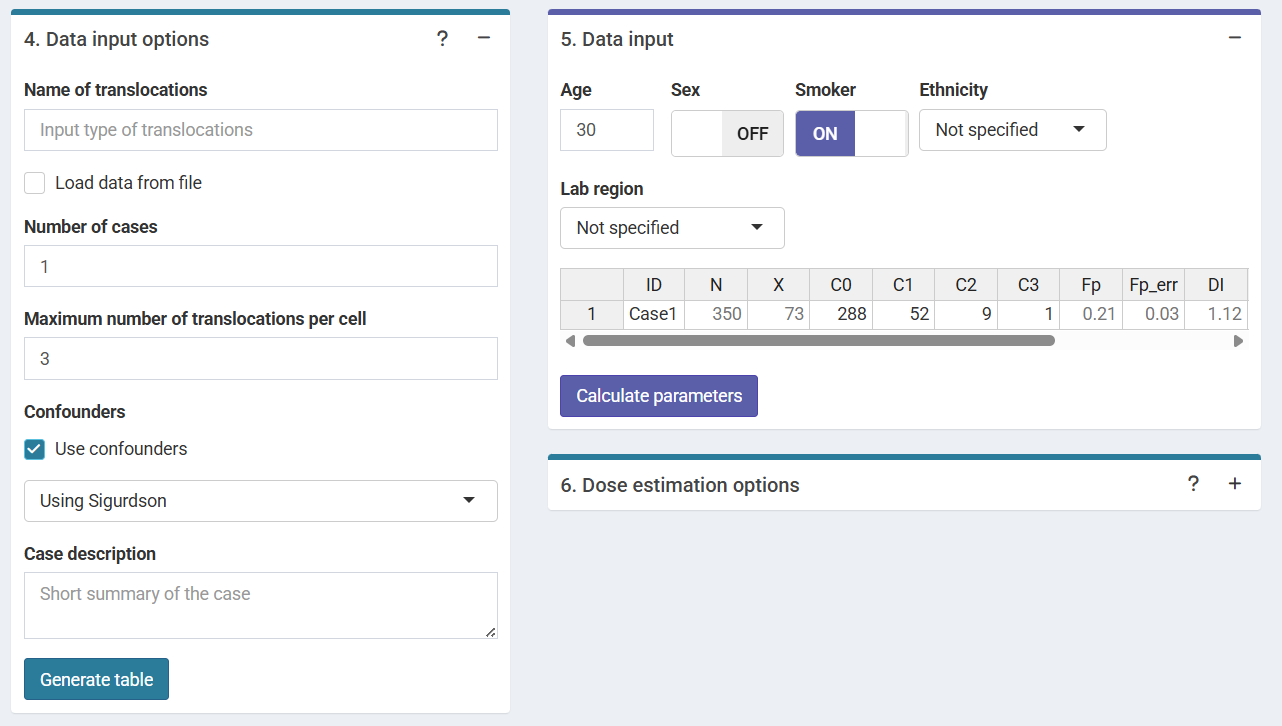 4. Data input options ? −
Name of translocations
Input type of translocations
Load data from file
Number of cases
1
Maximum number of translocations per cell
3
Confounders
Use confounders
Using Sigurdson
Case description
Short summary of the case
Generate table
5. Data input −
Age Sex Smoker Ethnicity
30 OFF ON Not specified
Lab region
Not specified
ID N X C0 C1 C2 C3 Fp Fp_err DI
1 Case1 350 73 288 52 9 1 0.21 0.03 1.12
Calculate parameters
6. Dose estimation options ? +